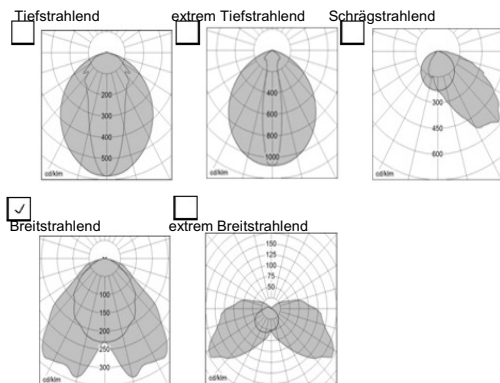 Tiefstrahlend
extrem Tiefstrahlend
Schrägstrahlend
200
300
400
500
cd/klm
400
600
800
1000
cd/klm
300
450
600
cd/klm
✓
Breitstrahlend
extrem Breitstrahlend
100
150
200
250
300
cd/klm
150
125
100
75
50
cd/klm